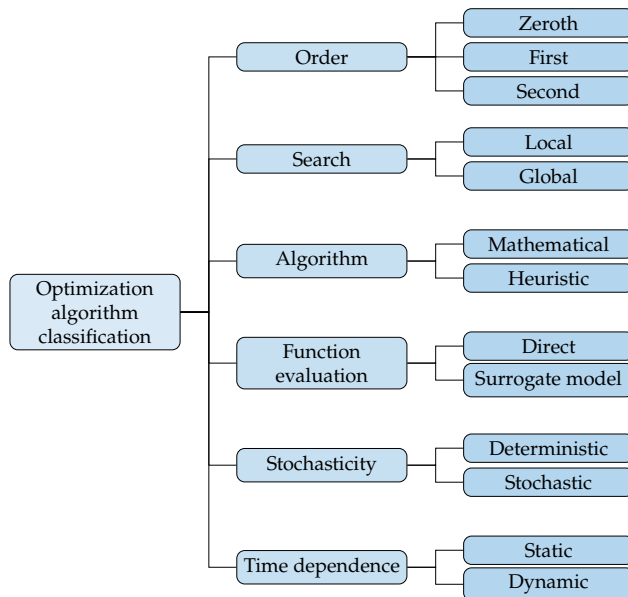 Optimization
algorithm
classification
Order
Zeroth
First
Second
Search
Local
Global
Algorithm
Mathematical
Heuristic
Function
evaluation
Direct
Surrogate model
Stochasticity
Deterministic
Stochastic
Time dependence
Static
Dynamic